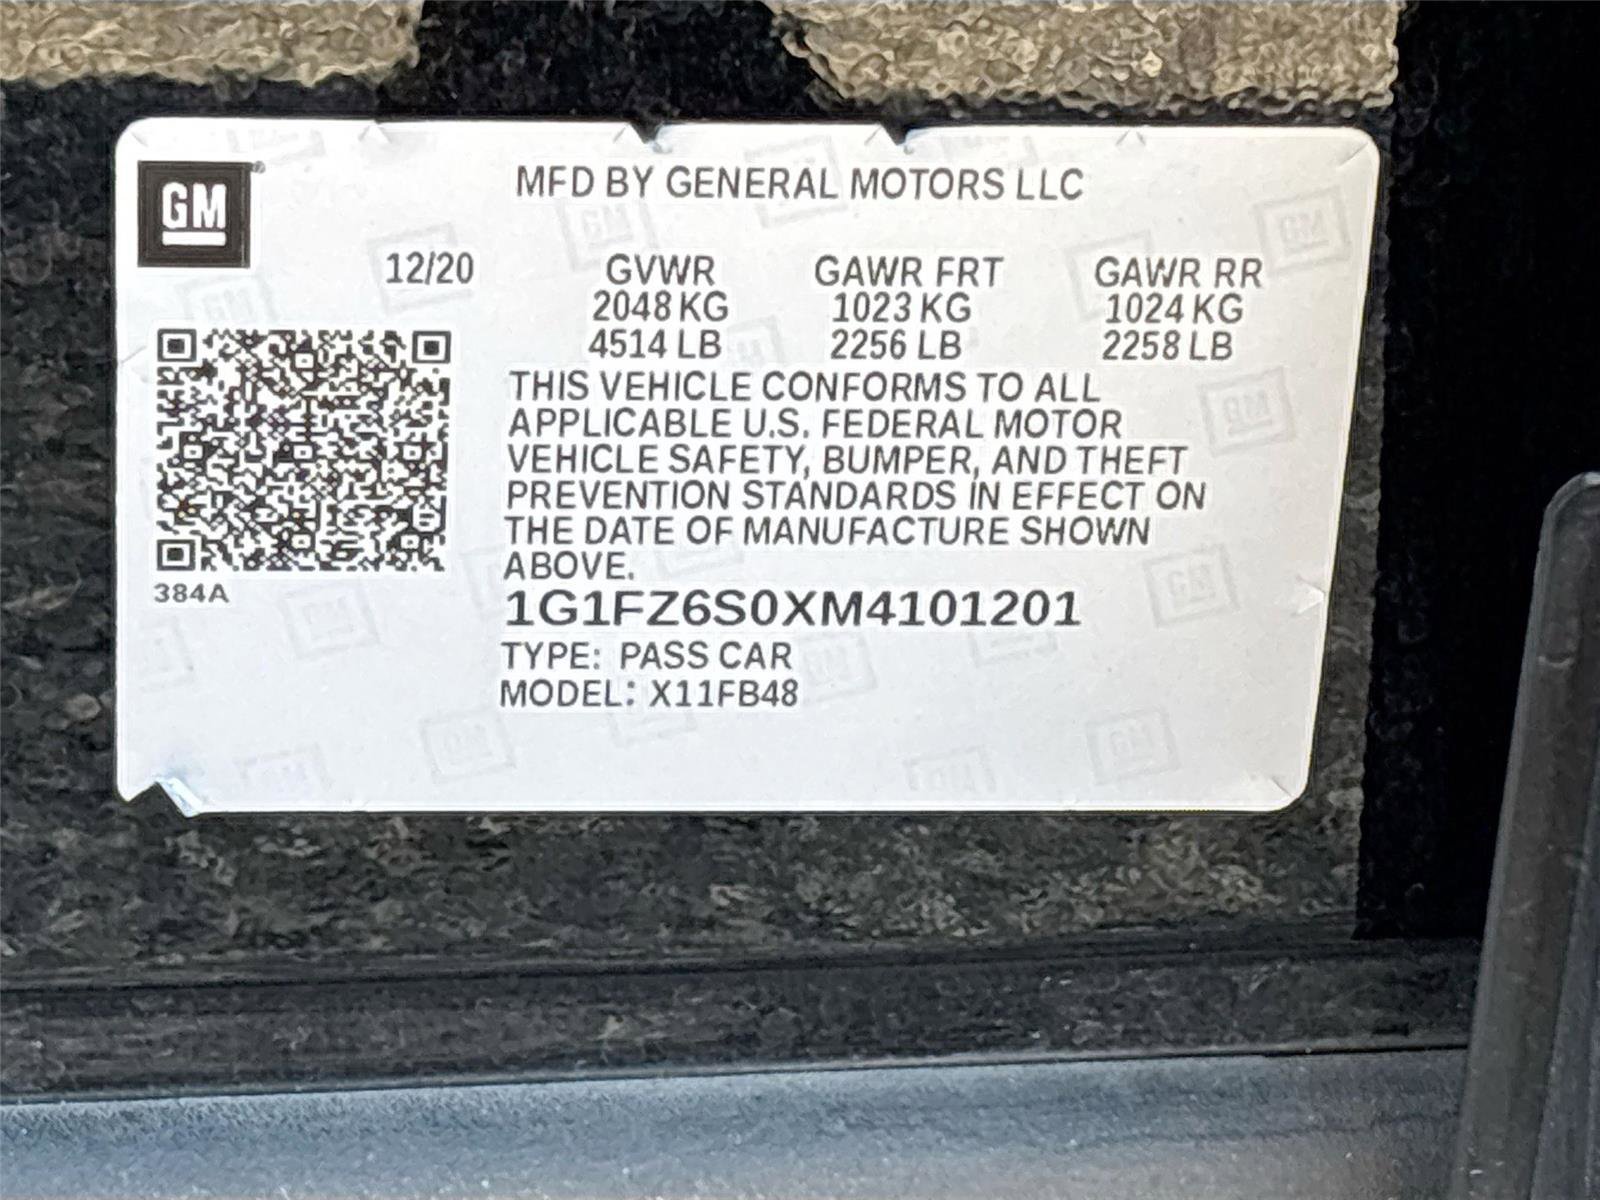 GM
MFD BY GENERAL MOTORS LLC
12/20 GVWR GAWR FRT GAWR RR
2048 KG 1023 KG 1024 KG
4514 LB 2256 LB 2258 LB
THIS VEHICLE CONFORMS TO ALL
APPLICABLE U.S. FEDERAL MOTOR
VEHICLE SAFETY, BUMPER, AND THEFT
PREVENTION STANDARDS IN EFFECT ON
THE DATE OF MANUFACTURE SHOWN
ABOVE.
384A
1G1FZ6S0XM4101201
TYPE: PASS CAR
MODEL: X11FB48